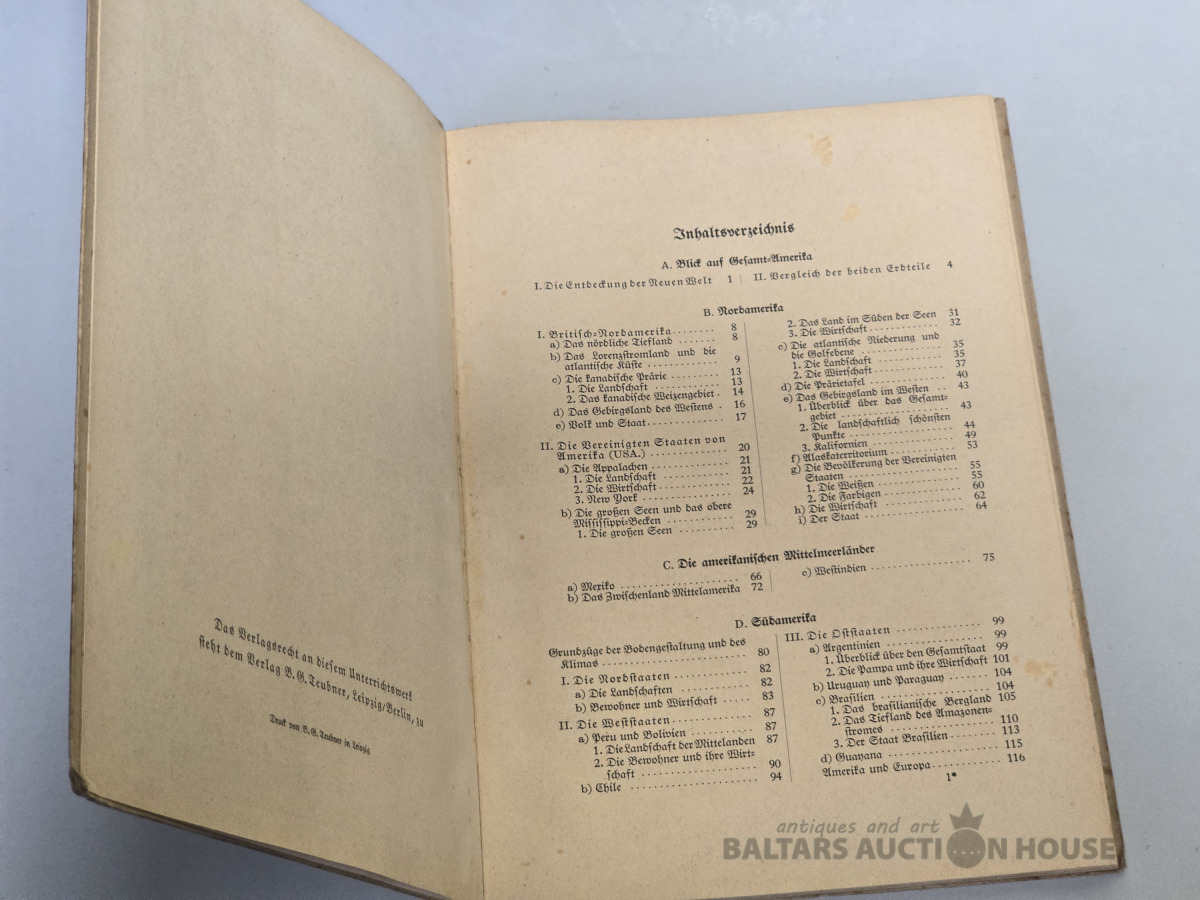 Das Verlagsrecht an diesem Unterrichtswerk
steht dem Verlag B. G. Teubner, Leipzig/Berlin, zu
Druck von B. G. Teubner in Leipzig
Inhaltsverzeichnis
A. Blick auf Gesamt-Amerika
I. Die Entdeckung der Neuen Welt 1
II. Vergleich der beiden Erdteile 4
B. Nordamerika
I. Britisch-Nordamerika ........ 8
a) Das nördliche Tiefland ....... 8
b) Das Lorenzstromland und die
atlantische Küste ............. 9
c) Die kanadische Prärie ......... 13
1. Die Landschaft ............ 13
2. Das kanadische Weizengebiet . 14
d) Das Gebirgsland des Westens . 16
e) Volk und Staat .............. 17
II. Die Vereinigten Staaten von
Amerika (USA.) .............. 20
a) Die Appalachen ............. 21
1. Die Landschaft ............ 21
2. Die Wirtschaft ............. 22
3. New York ................ 24
b) Die großen Seen und das obere
Mississippi-Becken ........... 29
1. Die großen Seen .......... 29
2. Das Land im Süden der Seen 31
3. Die Wirtschaft ............. 32
c) Die atlantische Niederung und
die Golfebene ............... 35
1. Die Landschaft ............ 35
2. Die Wirtschaft ............. 37
d) Die Prärietafel .............. 40
e) Das Gebirgsland im Westen .. 43
1. Überblick über das Gesamt-
gebiet .................... 43
2. Die landschaftlich schönsten
Punkte ................... 44
3. Kalifornien ............... 49
f) Alaskaterritorium ............ 53
g) Die Bevölkerung der Vereinigten
Staaten ..................... 55
1. Die Weißen ............... 55
2. Die Farbigen .............. 60
h) Die Wirtschaft ............... 62
i) Der Staat ................... 64
C. Die amerikanischen Mittelmeerländer
a) Mexiko .................... 66
b) Das Zwischenland Mittelamerika 72
c) Westindien ................. 75
D. Südamerika
Grundzüge der Bodengestaltung und des
Klimas ........................ 80
I. Die Nordstaaten .............. 82
a) Die Landschaften ............ 82
b) Bewohner und Wirtschaft ..... 83
II. Die Weststaaten .............. 87
a) Peru und Bolivien ............ 87
1. Die Landschaft der Mittelanden 87
2. Die Bewohner und ihre Wirt-
schaft .................... 90
b) Chile ...................... 94
III. Die Oststaaten ............... 99
a) Argentinien ................. 99
1. Überblick über den Gesamtstaat 99
2. Die Pampa und ihre Wirtschaft 101
b) Uruguay und Paraguay ....... 104
c) Brasilien .................... 104
1. Das brasilianische Bergland 105
2. Das Tiefland des Amazonen-
stromes .................. 110
3. Der Staat Brasilien ......... 113
d) Guayana ................... 115
Amerika und Europa ............ 116
1*
antiques and art
BALTARS AUCTION HOUSE